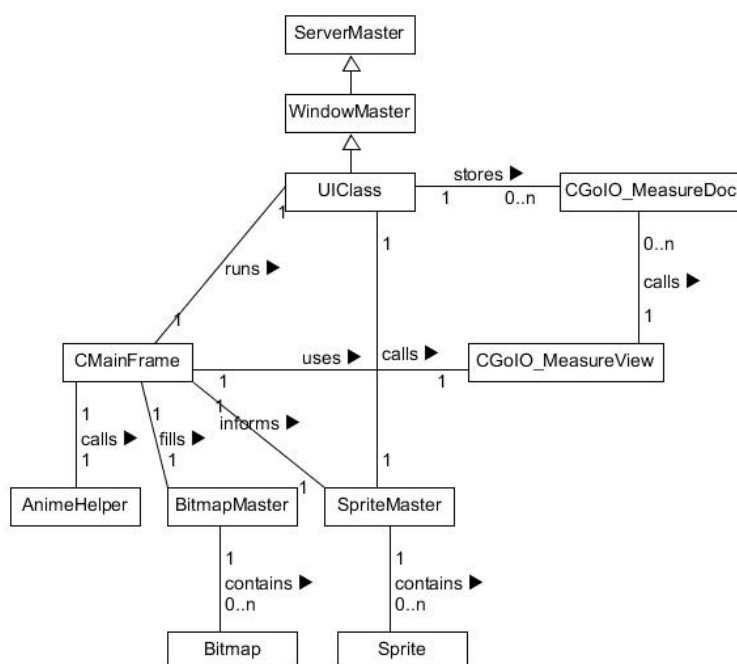 ServerMaster
WindowMaster
stores ▶
UIClass
CGoIO_MeasureDoc
1
1
0..n
1
0..n
runs ▶
calls ▶
1
1
CMainFrame
uses ▶
calls ▶
CGoIO_MeasureView
1
1
1
1
1
informs ▶
calls ▶
fills ▶
1
1
1
1
AnimeHelper
BitmapMaster
SpriteMaster
1
1
contains ▶
contains ▶
0..n
0..n
Bitmap
Sprite